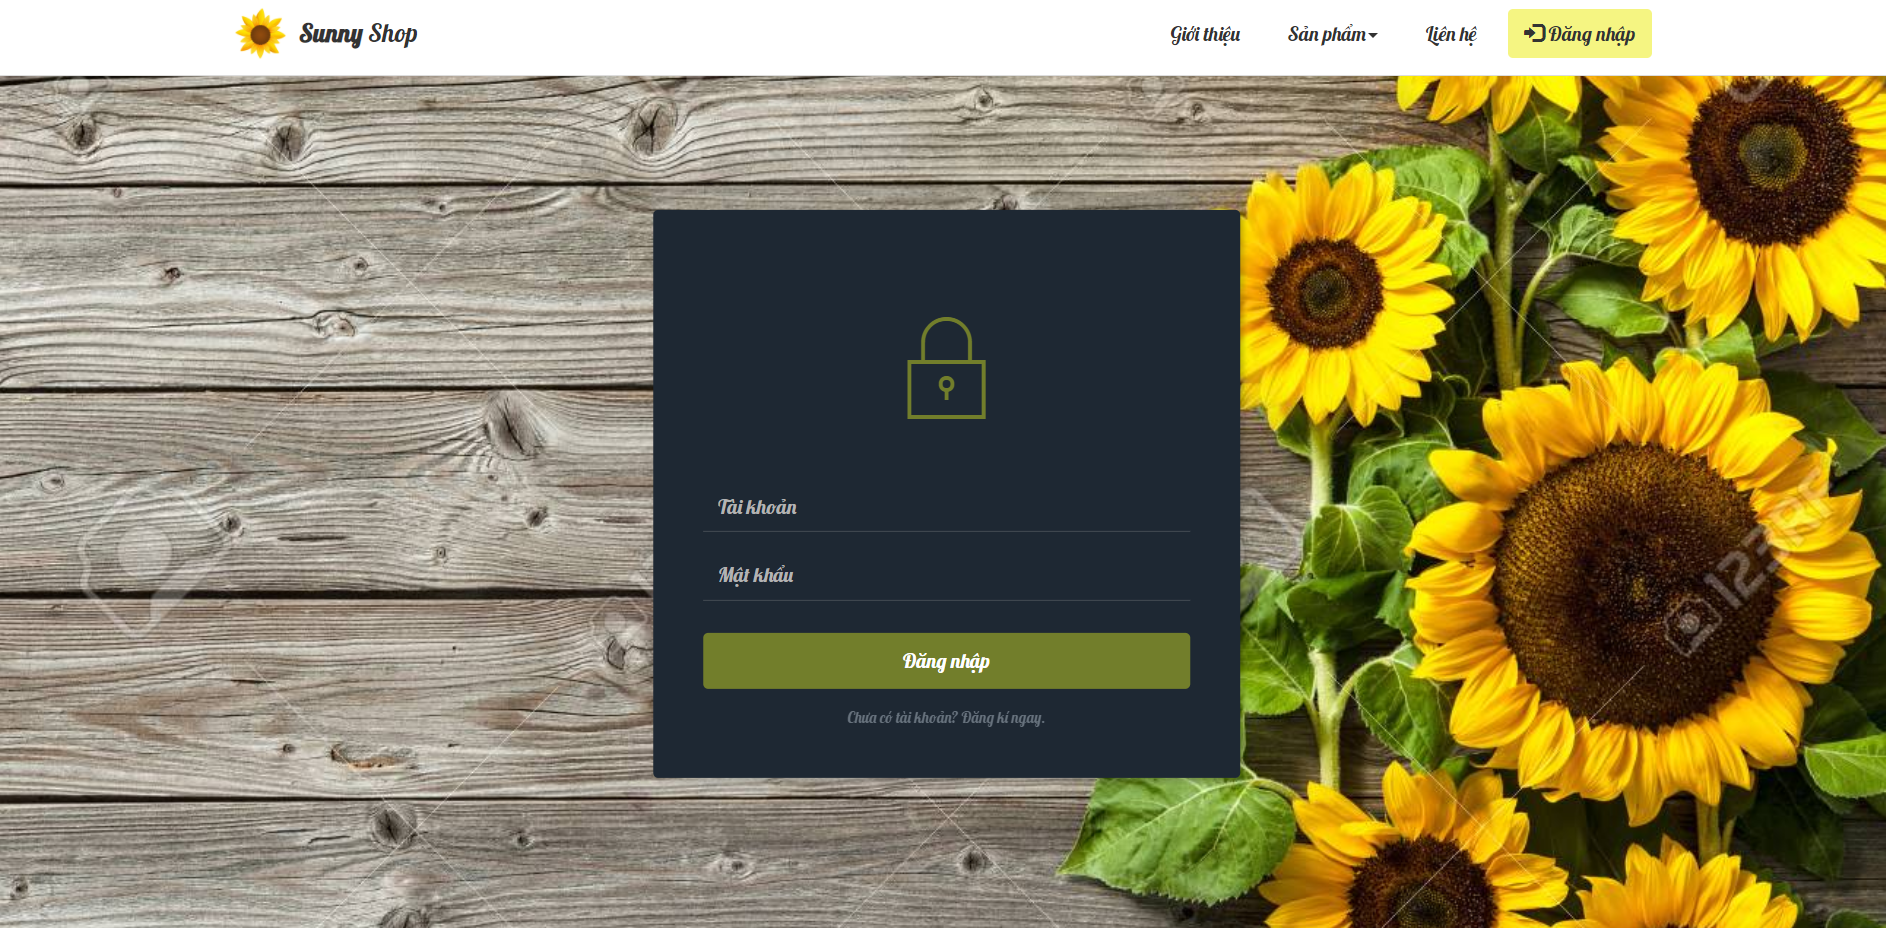 Sunny Shop
Giới thiệu
Sản phẩm
Liên hệ
Đăng nhập
Tài khoản
Mật khẩu
Đăng nhập
Chưa có tài khoản? Đăng kí ngay.
123RF